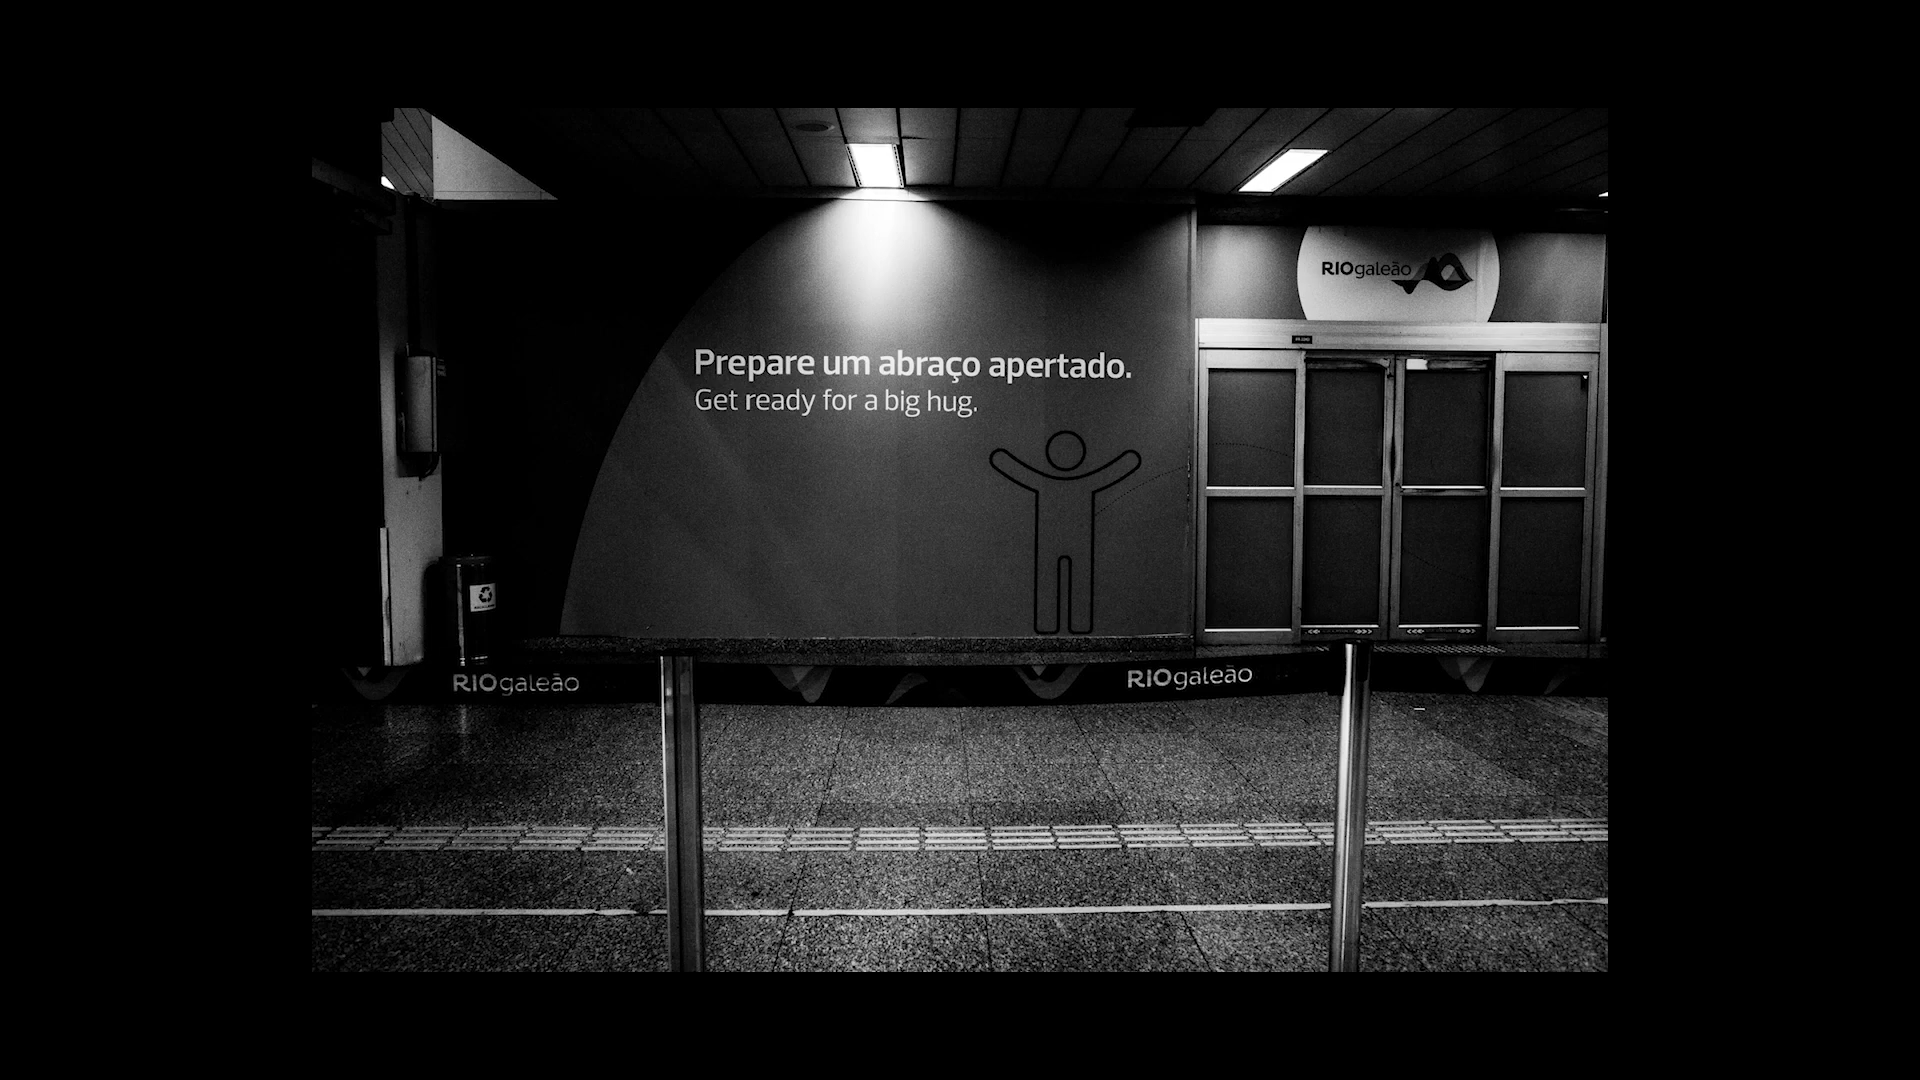 RIOgaleão
Prepare um abraço apertado.
Get ready for a big hug.
RIOgaleão
RIOgaleão